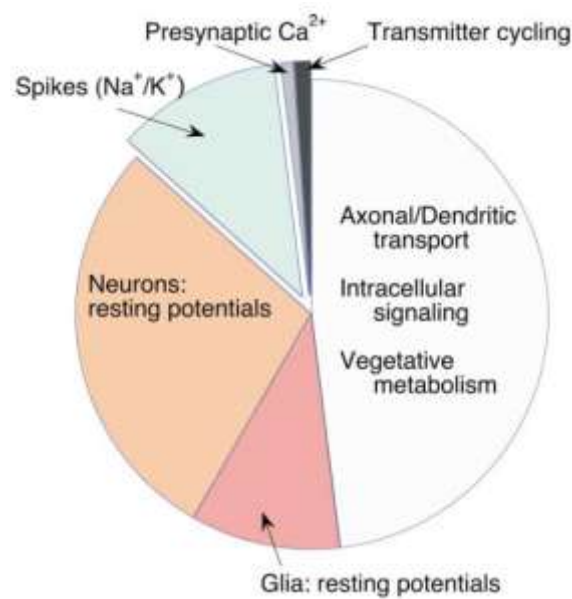 Presynaptic Ca²⁺
Transmitter cycling
Spikes (Na⁺/K⁺)
Axonal/Dendritic
transport
Neurons:
resting potentials
Intracellular
signaling
Vegetative
metabolism
Glia: resting potentials